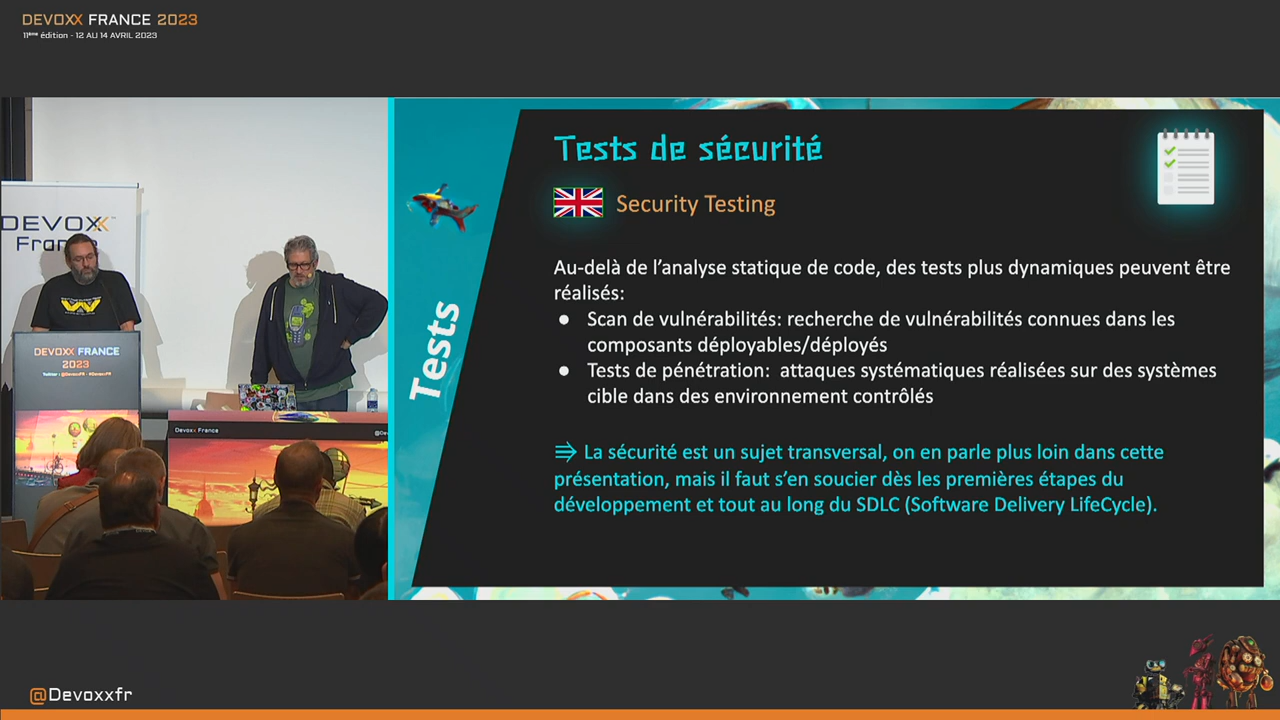 DEVOXX FRANCE 2023
11ème édition - 12 AU 14 AVRIL 2023
DEVOXX™
France
DEVOXX FRANCE
2023
Twitter : @DevoxxFR - #DevoxxFR
Devoxx France
@De
Tests
Tests de sécurité
Security Testing
Au-delà de l’analyse statique de code, des tests plus dynamiques peuvent être
réalisés:
● Scan de vulnérabilités: recherche de vulnérabilités connues dans les
composants déployables/déployés
● Tests de pénétration: attaques systématiques réalisées sur des systèmes
cible dans des environnement contrôlés
⇒ La sécurité est un sujet transversal, on en parle plus loin dans cette
présentation, mais il faut s’en soucier dès les premières étapes du
développement et tout au long du SDLC (Software Delivery LifeCycle).
@Devoxxfr